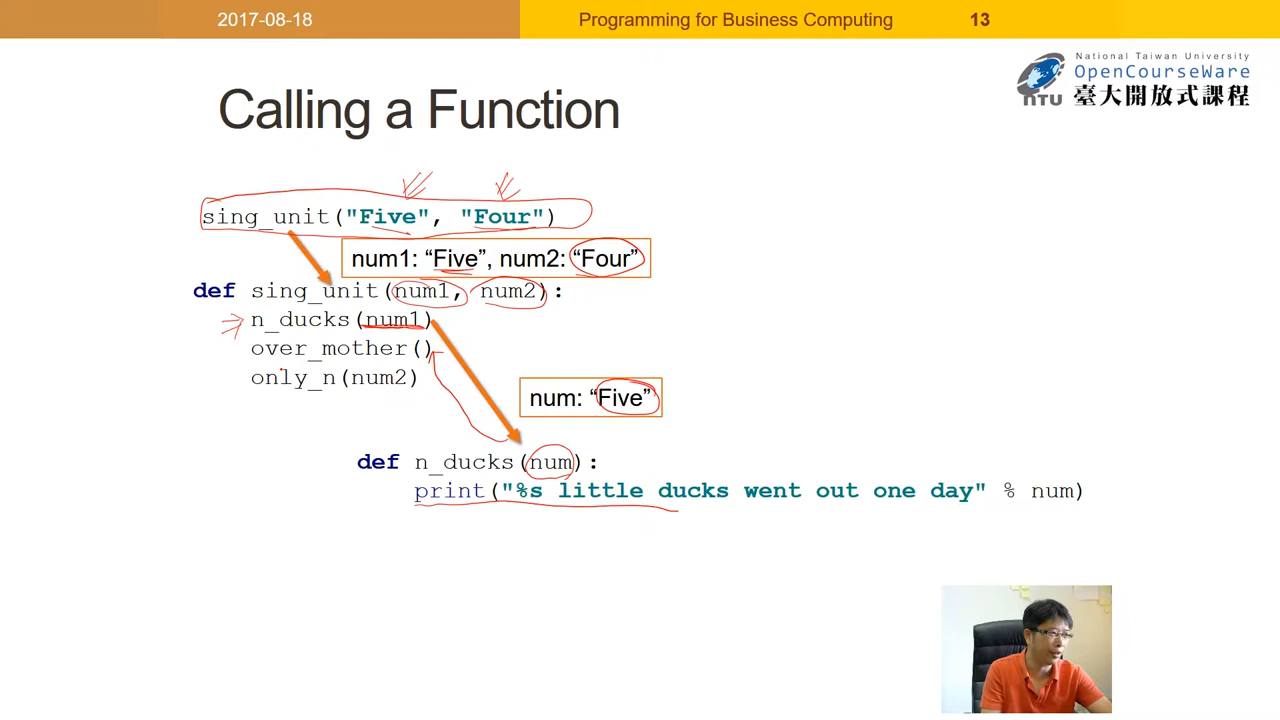 2017-08-18
Programming for Business Computing
13
National Taiwan University
OpenCourseWare
NTU
臺大開放式課程
Calling a Function
sing_unit("Five", "Four")
num1: “Five”, num2: “Four”
def sing_unit(num1, num2):
n_ducks(num1)
over_mother()
only_n(num2)
num: “Five”
def n_ducks(num):
print("%s little ducks went out one day" % num)